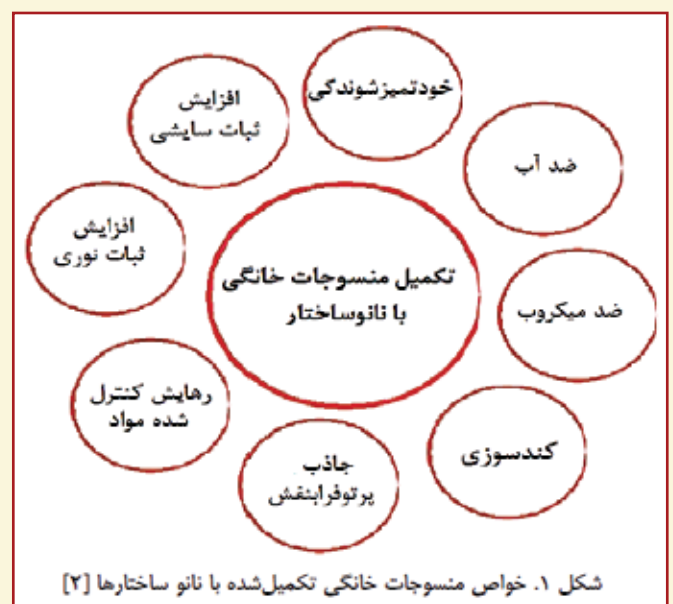 خودتمیزشوندگی
افزایش
ثبات سایشی
ضد آب
افزایش
ثبات نوری
تکمیل منسوجات خانگی
با نانوساختار
ضد میکروب
رهایش کنترل
شده مواد
کندسوزی
جاذب
پرتوفرابنفش
شکل ۱. خواص منسوجات خانگی تکمیل‌شده با نانو ساختارها [۲]